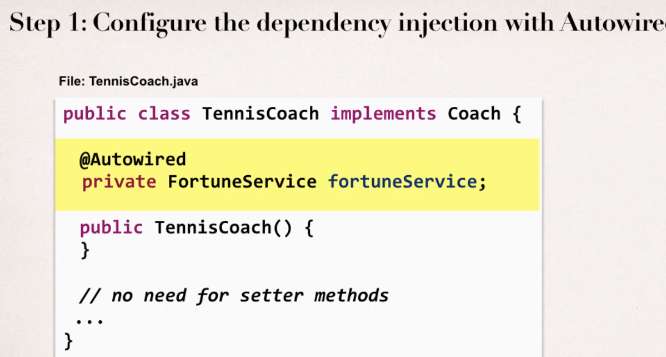 Step 1: Configure the dependency injection with Autowired
File: TennisCoach.java
public class TennisCoach implements Coach {
@Autowired
private FortuneService fortuneService;
public TennisCoach() {
}
// no need for setter methods
...
}